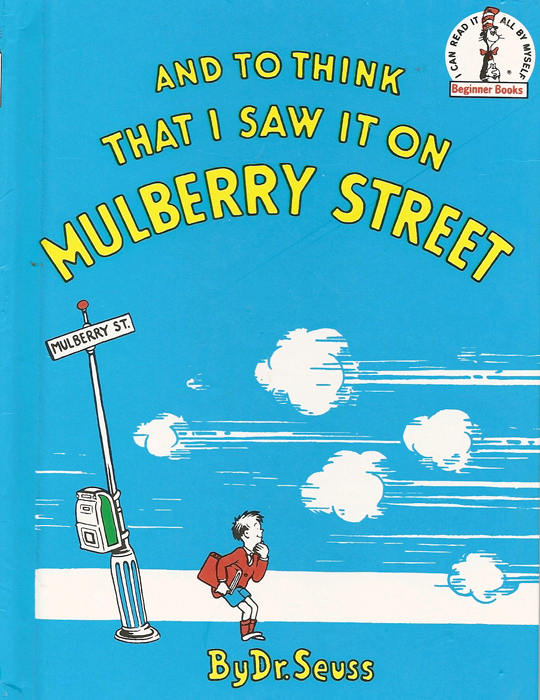 I CAN READ IT ALL BY MYSELF
®
Beginner Books
AND TO THINK
THAT I SAW IT ON
MULBERRY STREET
MULBERRY ST.
By Dr. Seuss